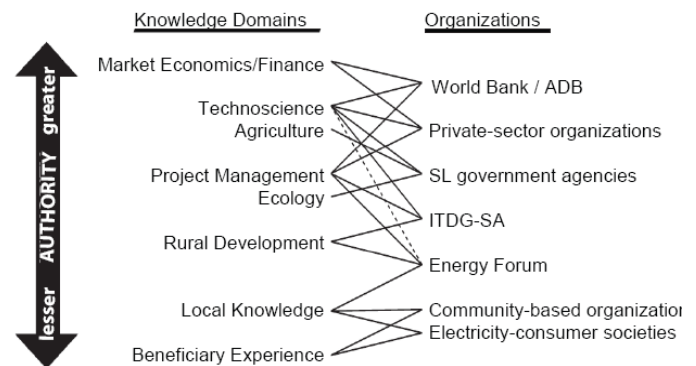 Knowledge Domains Organizations
greater
AUTHORITY
lesser
Market Economics/Finance
World Bank / ADB
Technoscience
Agriculture
Private-sector organizations
Project Management
SL government agencies
Ecology
ITDG-SA
Rural Development
Energy Forum
Local Knowledge
Community-based organization
Electricity-consumer societies
Beneficiary Experience